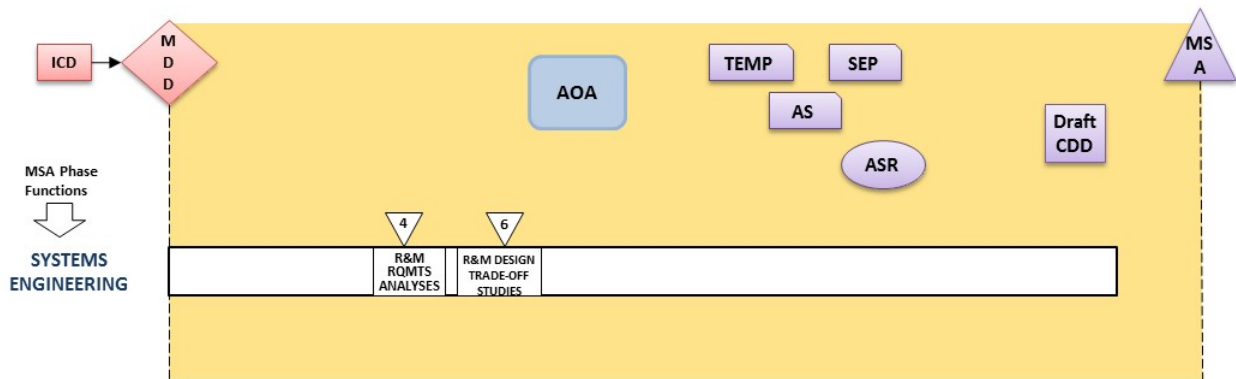 ICD
M
D
D
AOA
TEMP
SEP
AS
ASR
Draft
CDD
MS
A
MSA Phase
Functions
SYSTEMS
ENGINEERING
4
R&M
RQMTS
ANALYSES
6
R&M DESIGN
TRADE-OFF
STUDIES